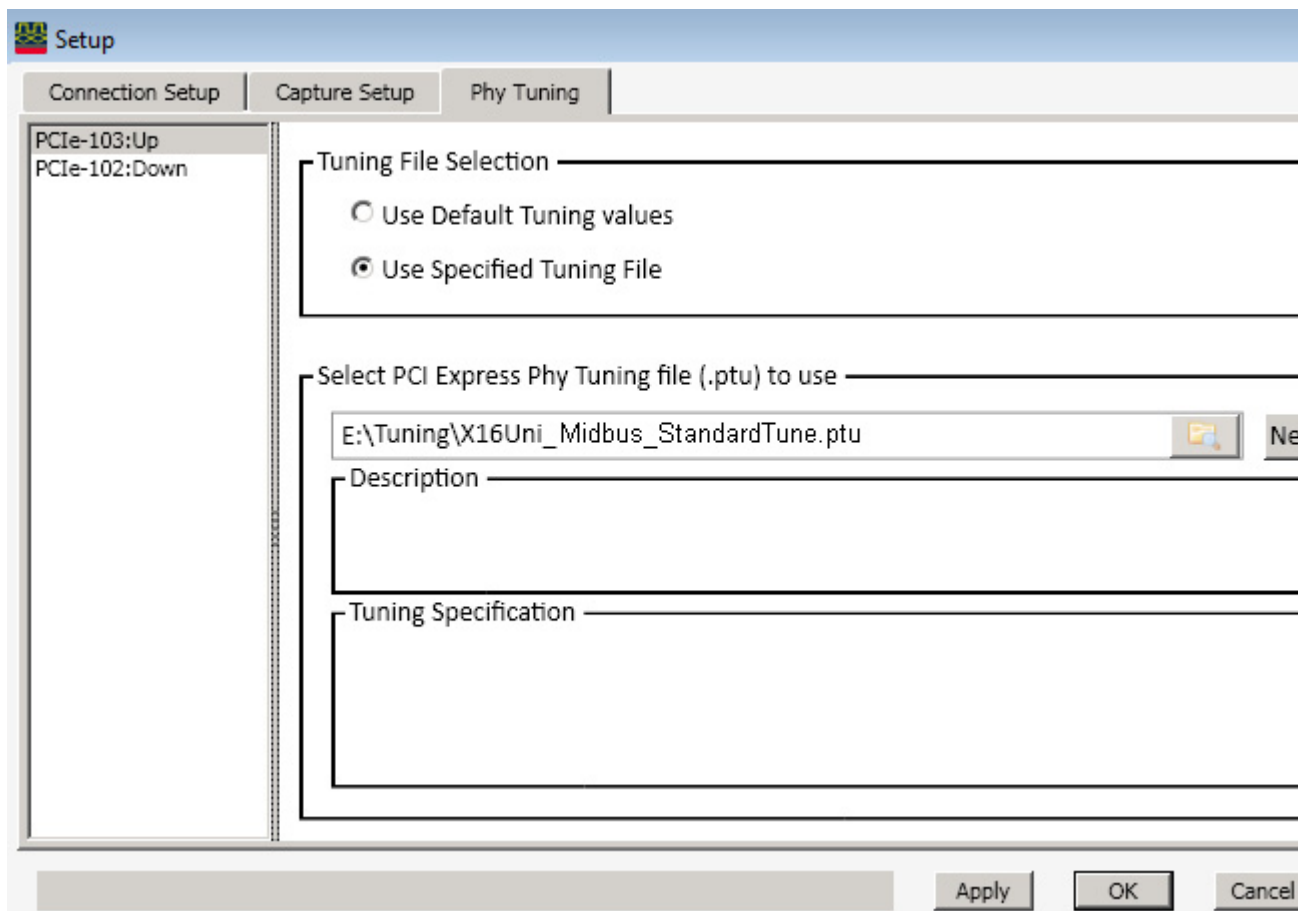 Setup
Connection Setup Capture Setup Phy Tuning
PCIe-103:Up
PCIe-102:Down
Tuning File Selection
Use Default Tuning values
Use Specified Tuning File
Select PCI Express Phy Tuning file (.ptu) to use
E:\Tuning\X16Uni_Midbus_StandardTune.ptu
Ne
Description
Tuning Specification
Apply OK Cancel